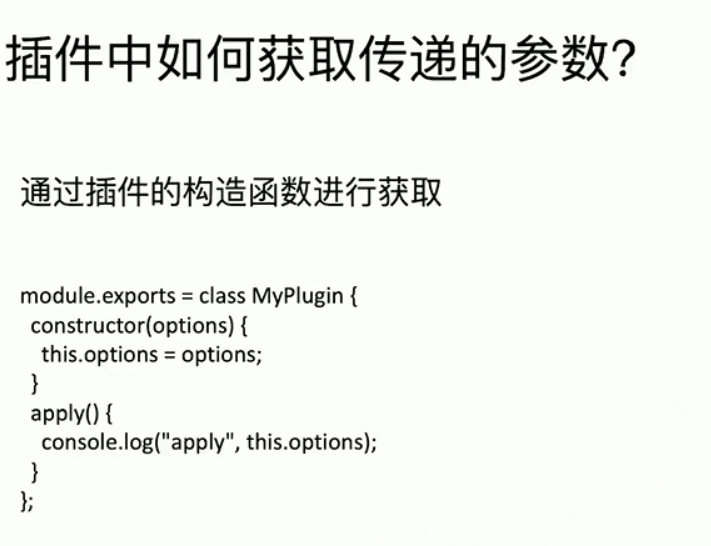 插件中如何获取传递的参数？
通过插件的构造函数进行获取
module.exports = class MyPlugin {
constructor(options) {
this.options = options;
}
apply() {
console.log("apply", this.options);
}
};